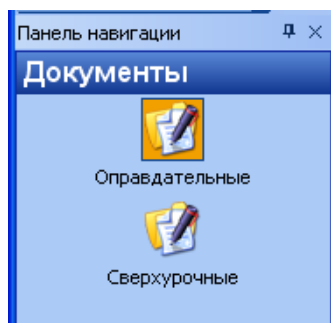 Панель навигации
Документы
Оправдательные
Сверхурочные